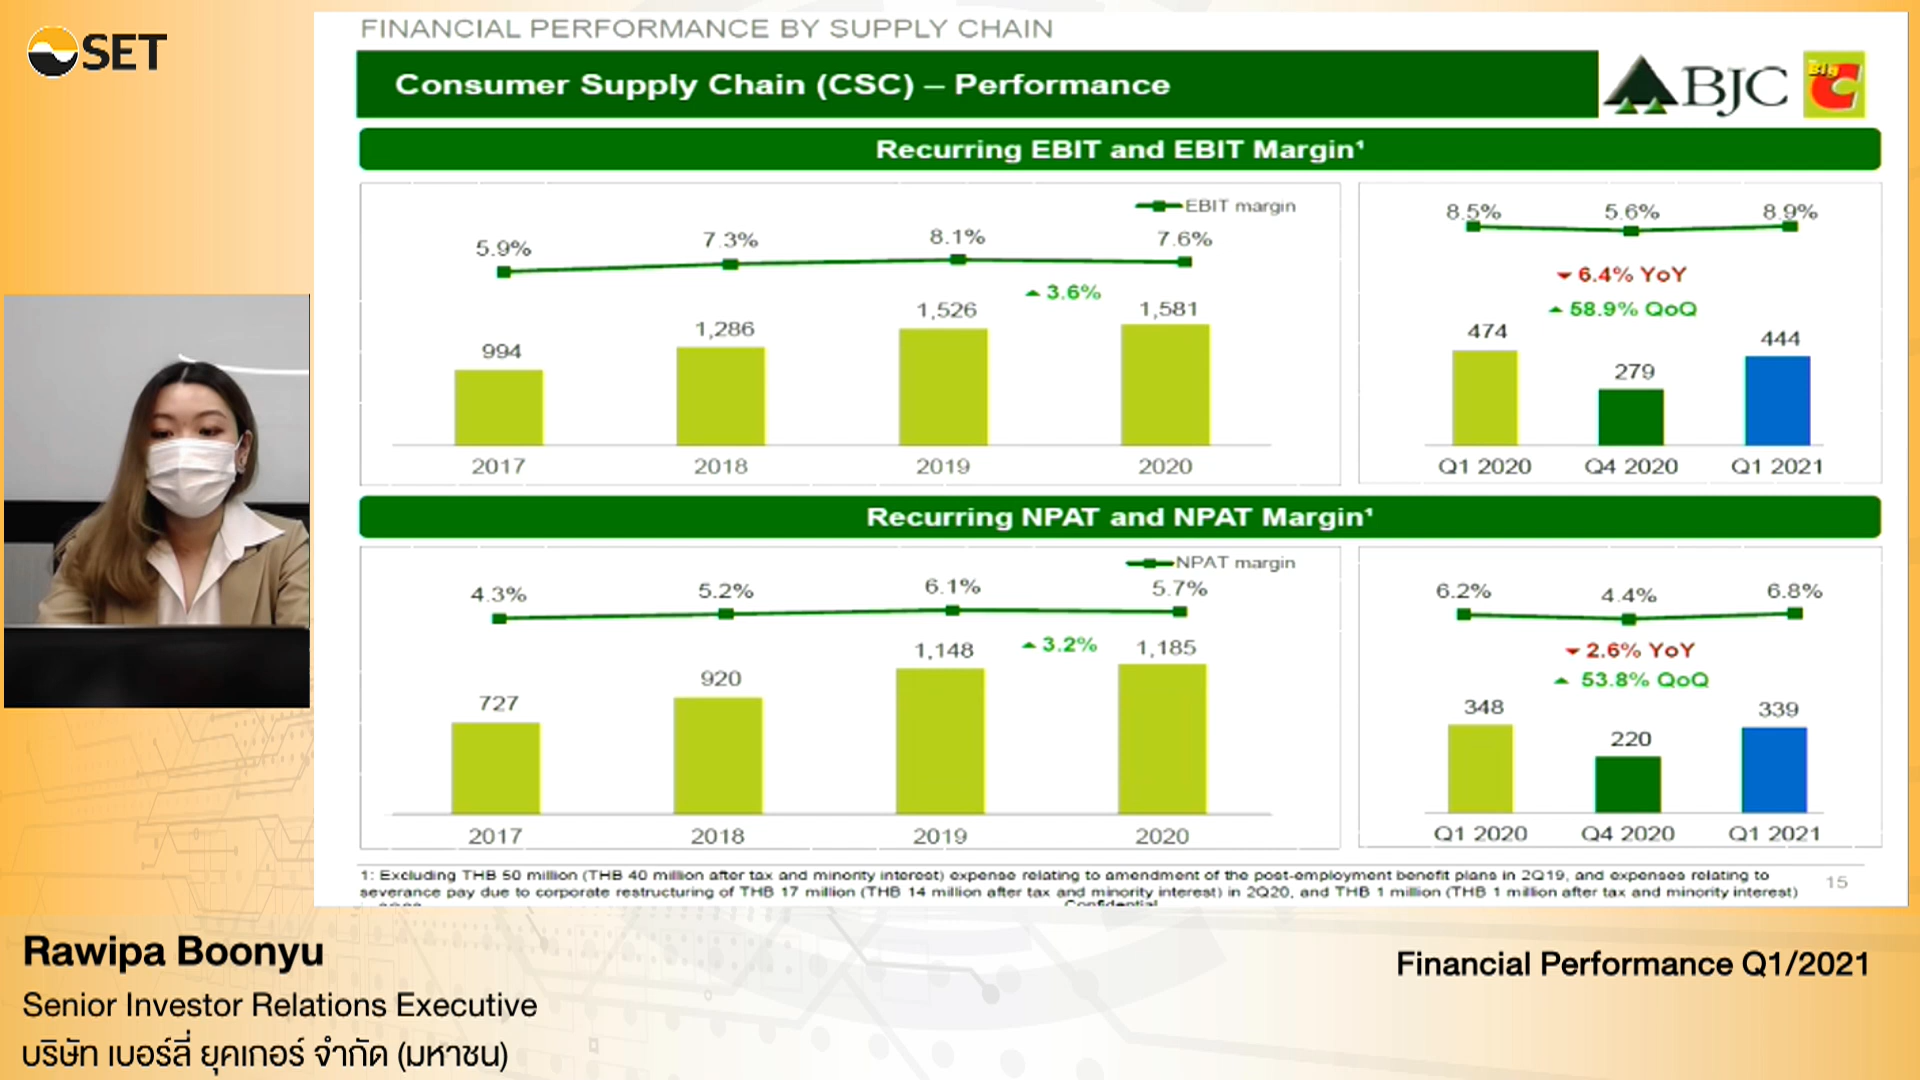 SET
FINANCIAL PERFORMANCE BY SUPPLY CHAIN
Consumer Supply Chain (CSC) – Performance
BJC
Big C
Recurring EBIT and EBIT Margin¹
EBIT margin
5.9%
7.3%
8.1%
7.6%
3.6%
994
1,286
1,526
1,581
2017
2018
2019
2020
8.5%
5.6%
8.9%
6.4% YoY
58.9% QoQ
474
279
444
Q1 2020
Q4 2020
Q1 2021
Recurring NPAT and NPAT Margin¹
NPAT margin
4.3%
5.2%
6.1%
5.7%
3.2%
727
920
1,148
1,185
2017
2018
2019
2020
6.2%
4.4%
6.8%
2.6% YoY
53.8% QoQ
348
220
339
Q1 2020
Q4 2020
Q1 2021
1: Excluding THB 50 million (THB 40 million after tax and minority interest) expense relating to amendment of the post-employment benefit plans in 2Q19, and expenses relating to
severance pay due to corporate restructuring of THB 17 million (THB 14 million after tax and minority interest) in 2Q20, and THB 1 million (THB 1 million after tax and minority interest)
Confidential
15
Rawipa Boonyu
Senior Investor Relations Executive
บริษัท เบอร์ลี่ ยุคเกอร์ จำกัด (มหาชน)
Financial Performance Q1/2021